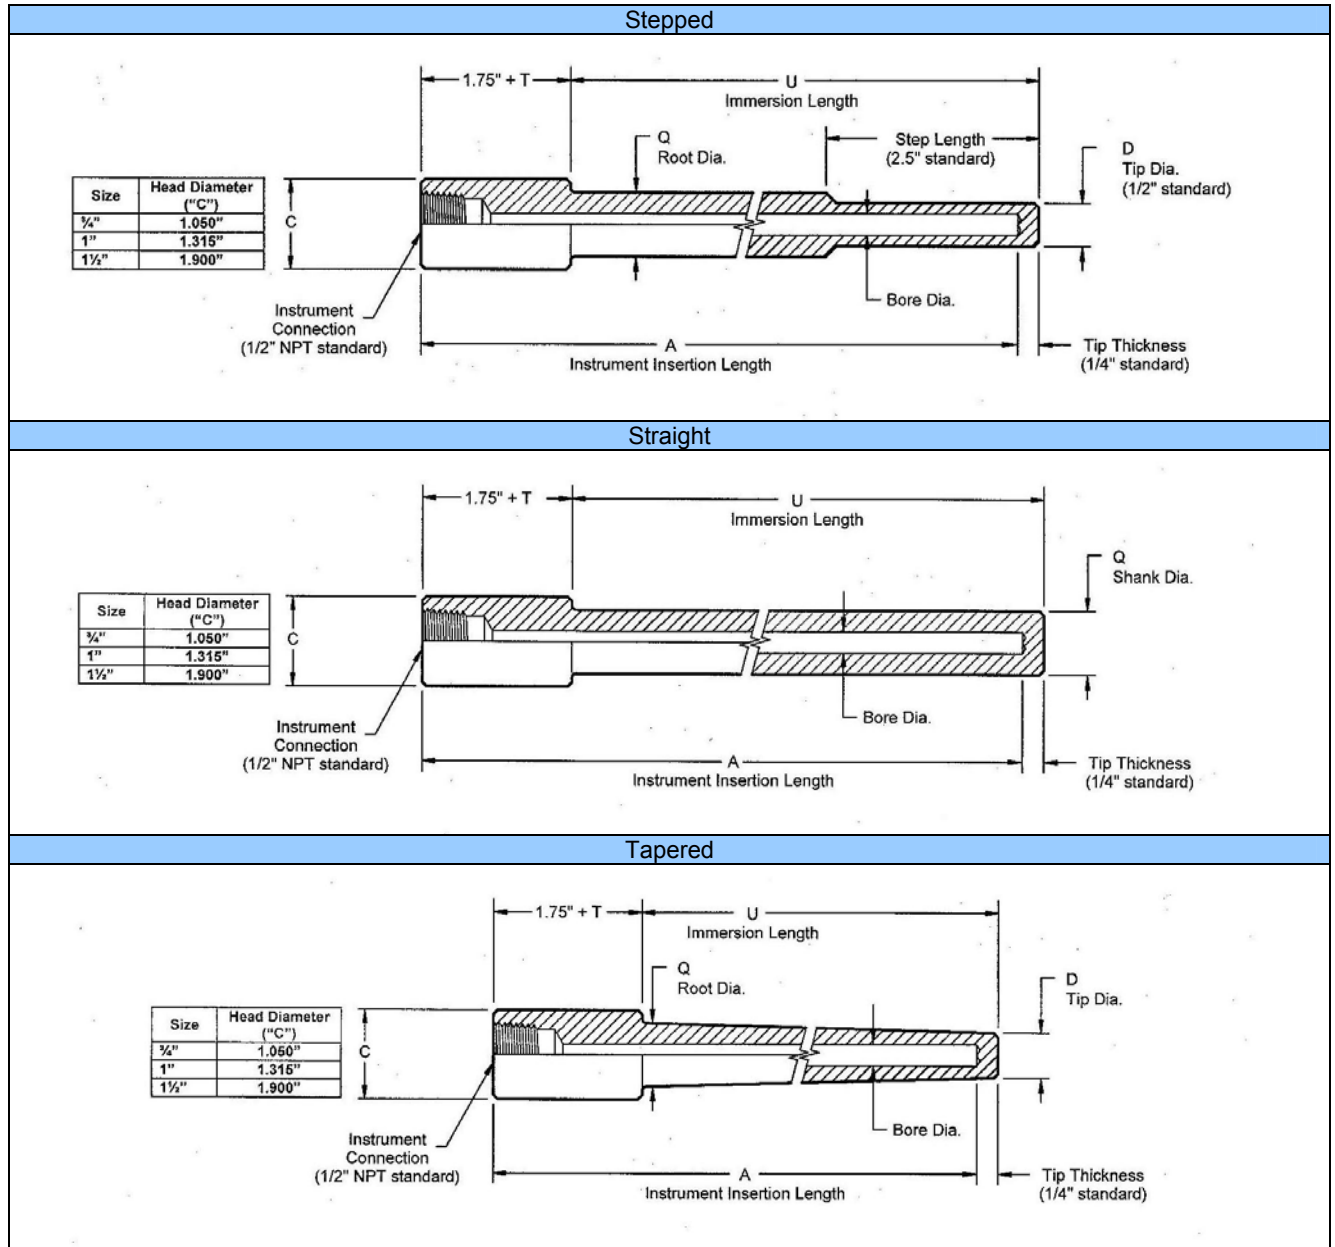 Stepped
1.75" + T
U
Immersion Length
Q
Root Dia.
Step Length
(2.5" standard)
D
Tip Dia.
(1/2" standard)
Size Head Diameter
("C")
¾" 1.050"
1" 1.315"
1½" 1.900"
C
Bore Dia.
Instrument
Connection
(1/2" NPT standard)
A
Instrument Insertion Length
Tip Thickness
(1/4" standard)
Straight
1.75" + T
U
Immersion Length
Q
Shank Dia.
Size Head Diameter
("C")
¾" 1.050"
1" 1.315"
1½" 1.900"
C
Bore Dia.
Instrument
Connection
(1/2" NPT standard)
A
Instrument Insertion Length
Tip Thickness
(1/4" standard)
Tapered
1.75" + T
U
Immersion Length
Q
Root Dia.
D
Tip Dia.
Size Head Diameter
("C")
¾" 1.050"
1" 1.315"
1½" 1.900"
C
Bore Dia.
Instrument
Connection
(1/2" NPT standard)
A
Instrument Insertion Length
Tip Thickness
(1/4" standard)